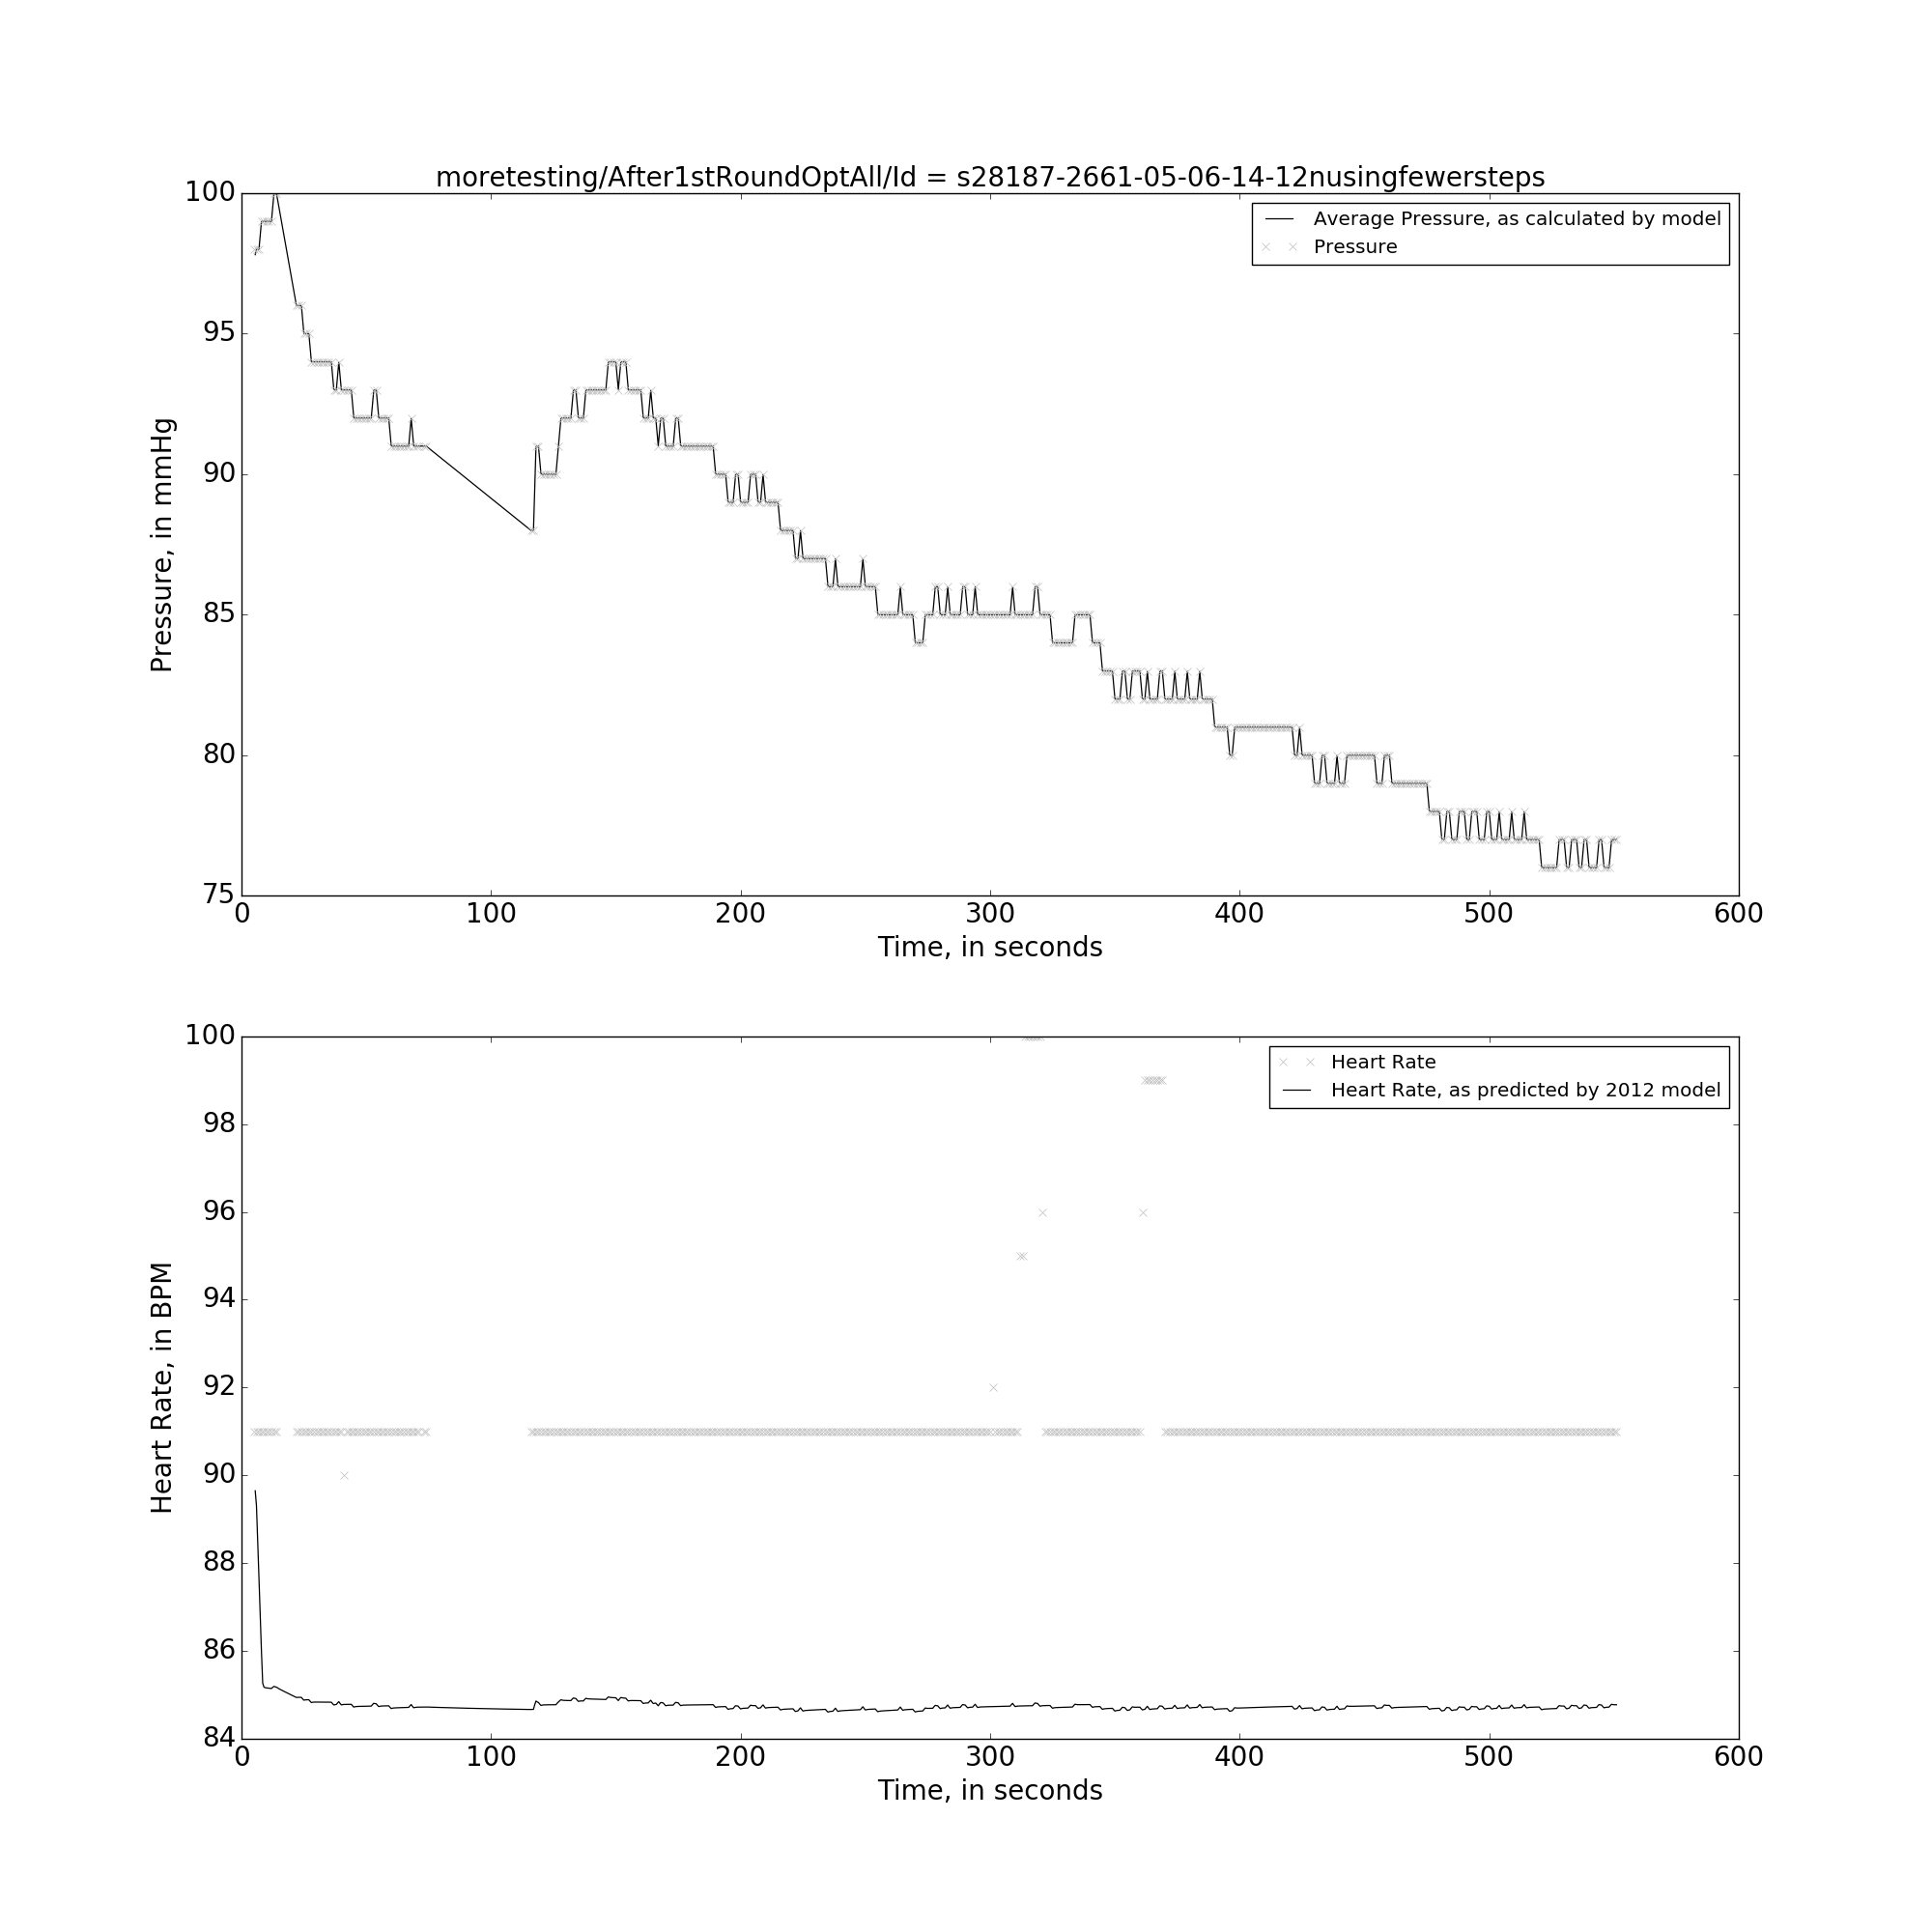 moretesting/After1stRoundOptAll/Id = s28187-2661-05-06-14-12nusingfewersteps
100
95
90
85
80
75
Pressure, in mmHg
Average Pressure, as calculated by model
Pressure
0 100 200 300 400 500 600
Time, in seconds
100
98
96
94
92
90
88
86
84
Heart Rate, in BPM
Heart Rate
Heart Rate, as predicted by 2012 model
0 100 200 300 400 500 600
Time, in seconds